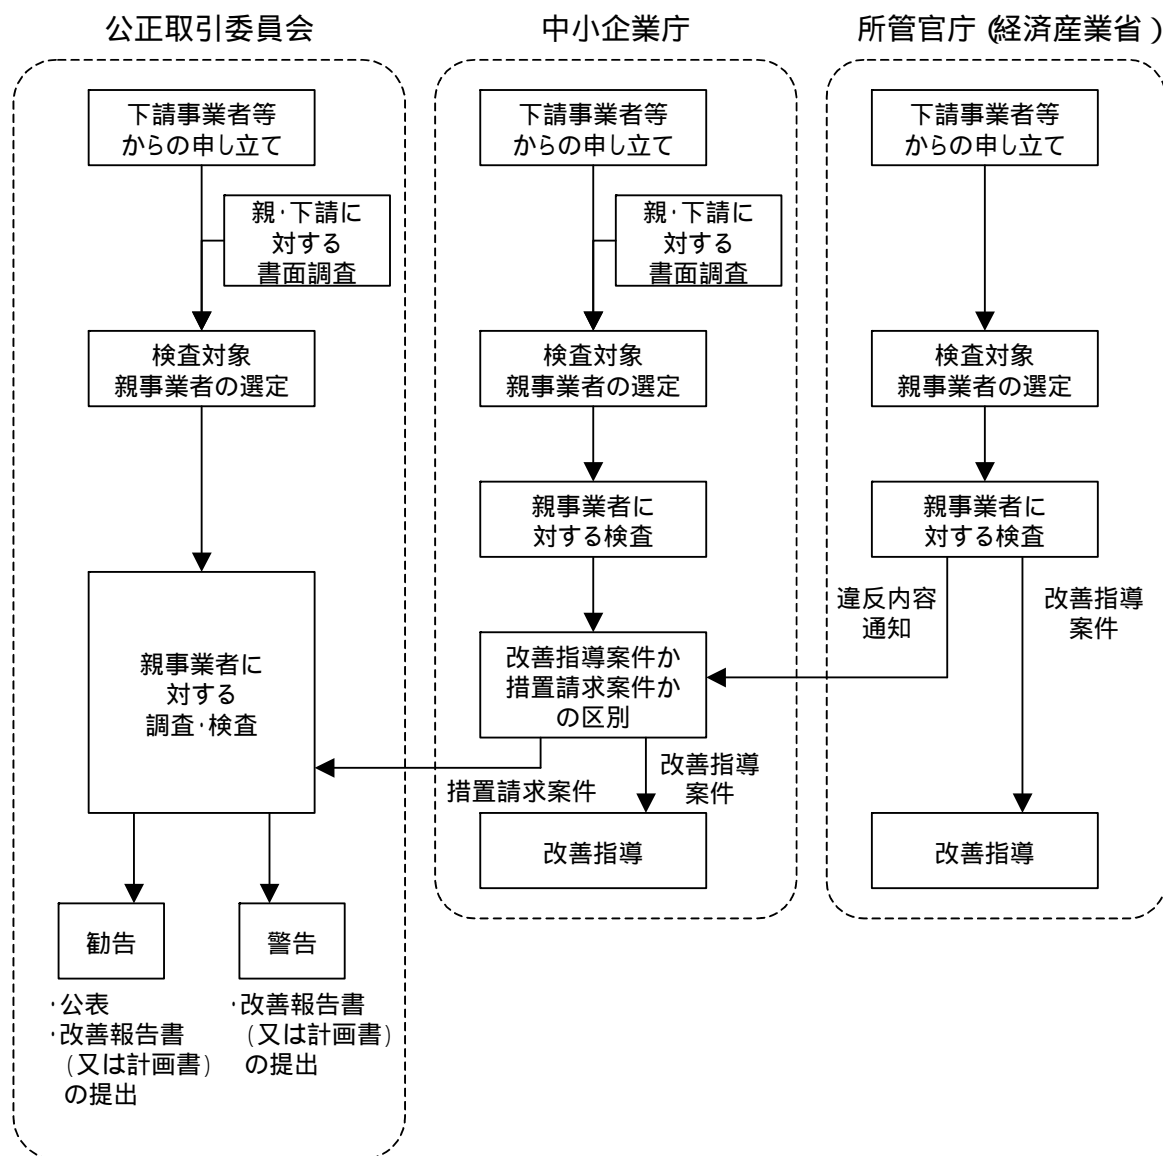 公正取引委員会
下請事業者等
からの申し立て
親・下請に
対する
書面調査
検査対象
親事業者の選定
親事業者に
対する
調査・検査
勧告
・公表
・改善報告書
(又は計画書)
の提出
警告
・改善報告書
(又は計画書)
の提出
中小企業庁
下請事業者等
からの申し立て
親・下請に
対する
書面調査
検査対象
親事業者の選定
親事業者に
対する検査
改善指導案件か
措置請求案件か
の区別
措置請求案件
改善指導
案件
改善指導
所管官庁(経済産業省)
下請事業者等
からの申し立て
検査対象
親事業者の選定
親事業者に
対する検査
違反内容
通知
改善指導
案件
改善指導